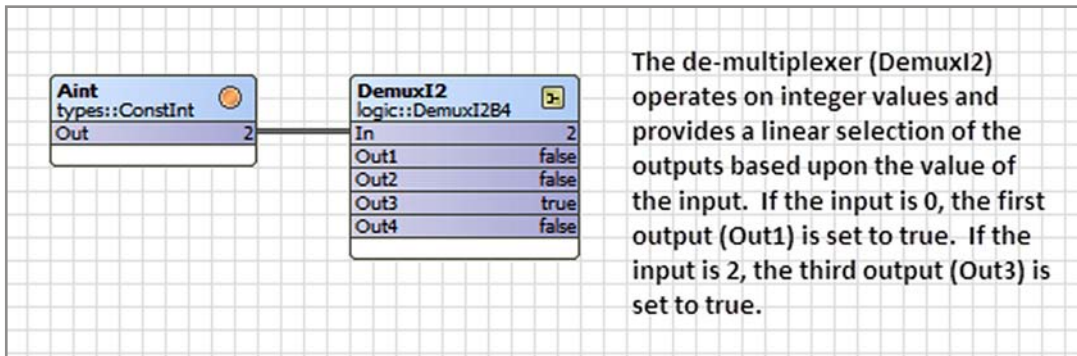 Aint
types::ConstInt
Out 2
DemuxI2
logic::DemuxI2B4
In 2
Out1 false
Out2 false
Out3 true
Out4 false
The de-multiplexer (DemuxI2)
operates on integer values and
provides a linear selection of the
outputs based upon the value of
the input. If the input is 0, the first
output (Out1) is set to true. If the
input is 2, the third output (Out3) is
set to true.